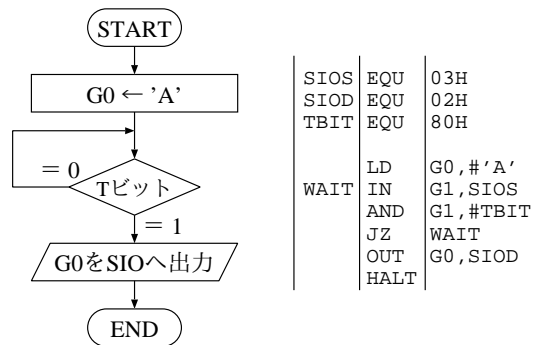 START
G0 ← 'A'
= 0
Tビット
= 1
G0をSIOへ出力
END
SIOS EQU 03H
SIOD EQU 02H
TBIT EQU 80H
LD G0,#'A'
WAIT IN G1,SIOS
AND G1,#TBIT
JZ WAIT
OUT G0,SIOD
HALT